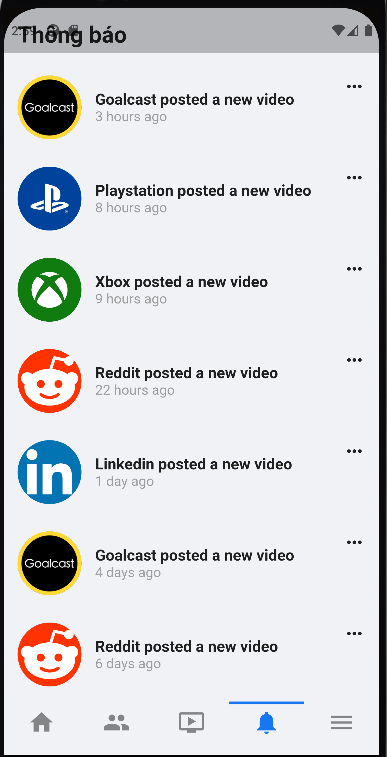 Thông báo
Goalcast
Goalcast posted a new video
3 hours ago
Playstation posted a new video
8 hours ago
Xbox posted a new video
9 hours ago
Reddit posted a new video
22 hours ago
in
Linkedin posted a new video
1 day ago
Goalcast
Goalcast posted a new video
4 days ago
Reddit posted a new video
6 days ago